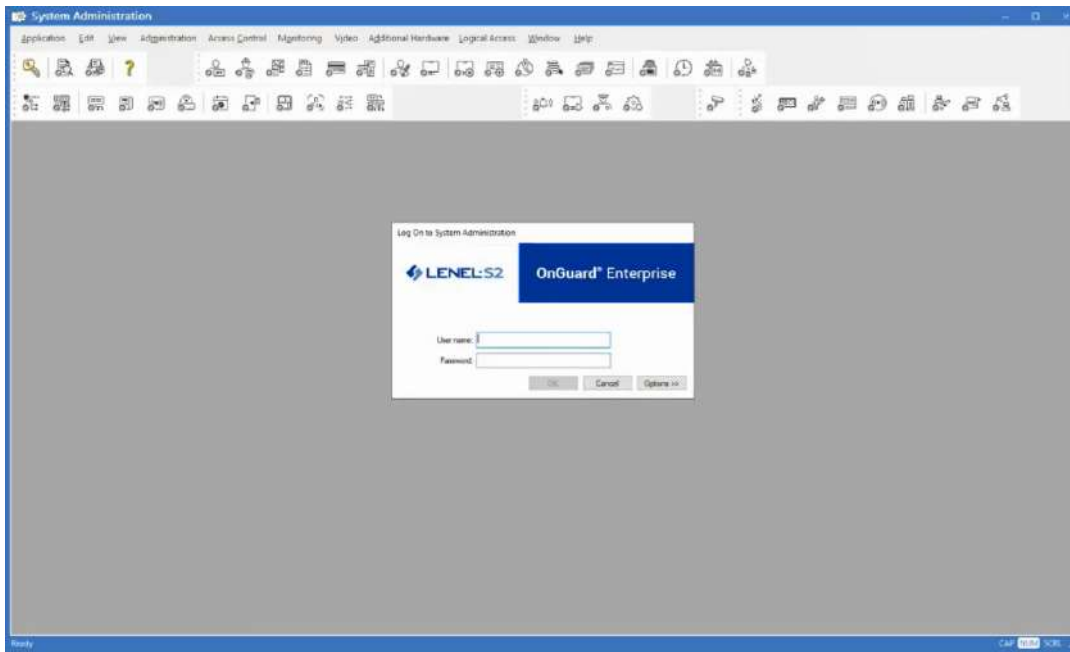 System Administration
Application Edit View Administration Access Control Monitoring Video Additional Hardware Logical Access Window Help
Log On to System Administration
LENEL·S2
OnGuard® Enterprise
User name:
Password:
OK Cancel Options >>
Ready
CAP NUM SCRL